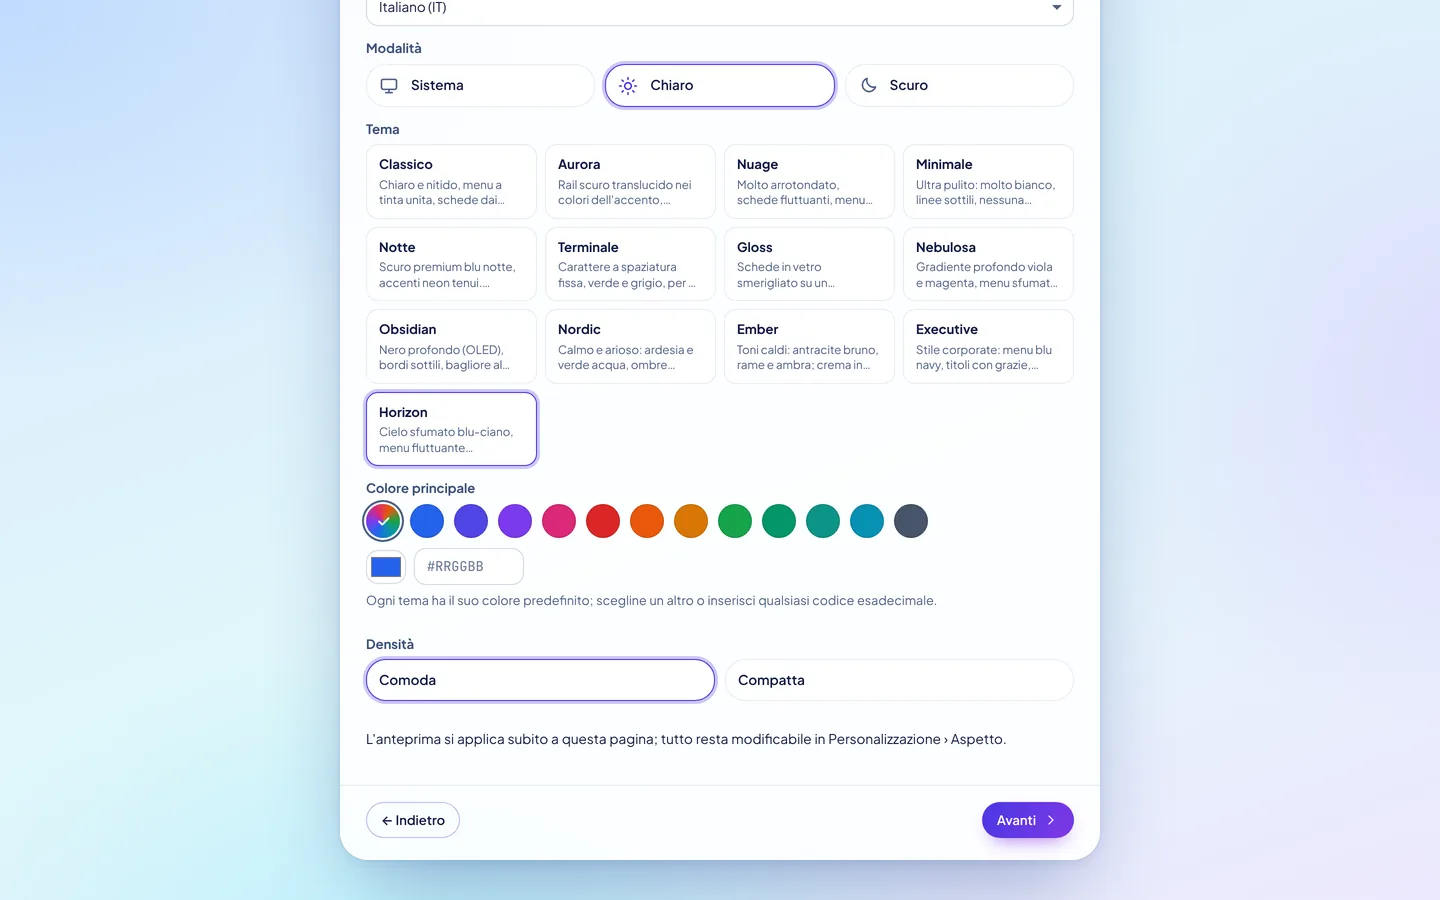 Italiano (IT)
Modalità
Sistema
Chiaro
Scuro
Tema
Classico
Chiaro e nitido, menu a
tinta unita, schede dai...
Aurora
Rail scuro translucido nei
colori dell'accento,...
Nuage
Molto arrotondato,
schede fluttuanti, menu...
Minimale
Ultra pulito: molto bianco,
linee sottili, nessuna...
Notte
Scuro premium blu notte,
accenti neon tenui....
Terminale
Carattere a spaziatura
fissa, verde e grigio, per ...
Gloss
Schede in vetro
smerigliato su un...
Nebulosa
Gradiente profondo viola
e magenta, menu sfumat...
Obsidian
Nero profondo (OLED),
bordi sottili, bagliore al...
Nordic
Calmo e arioso: ardesia e
verde acqua, ombre...
Ember
Toni caldi: antracite bruno,
rame e ambra; crema in...
Executive
Stile corporate: menu blu
navy, titoli con grazie,...
Horizon
Cielo sfumato blu-ciano,
menu fluttuante...
Colore principale
#RRGGBB
Ogni tema ha il suo colore predefinito; scegline un altro o inserisci qualsiasi codice esadecimale.
Densità
Comoda
Compatta
L'anteprima si applica subito a questa pagina; tutto resta modificabile in Personalizzazione › Aspetto.
← Indietro
Avanti